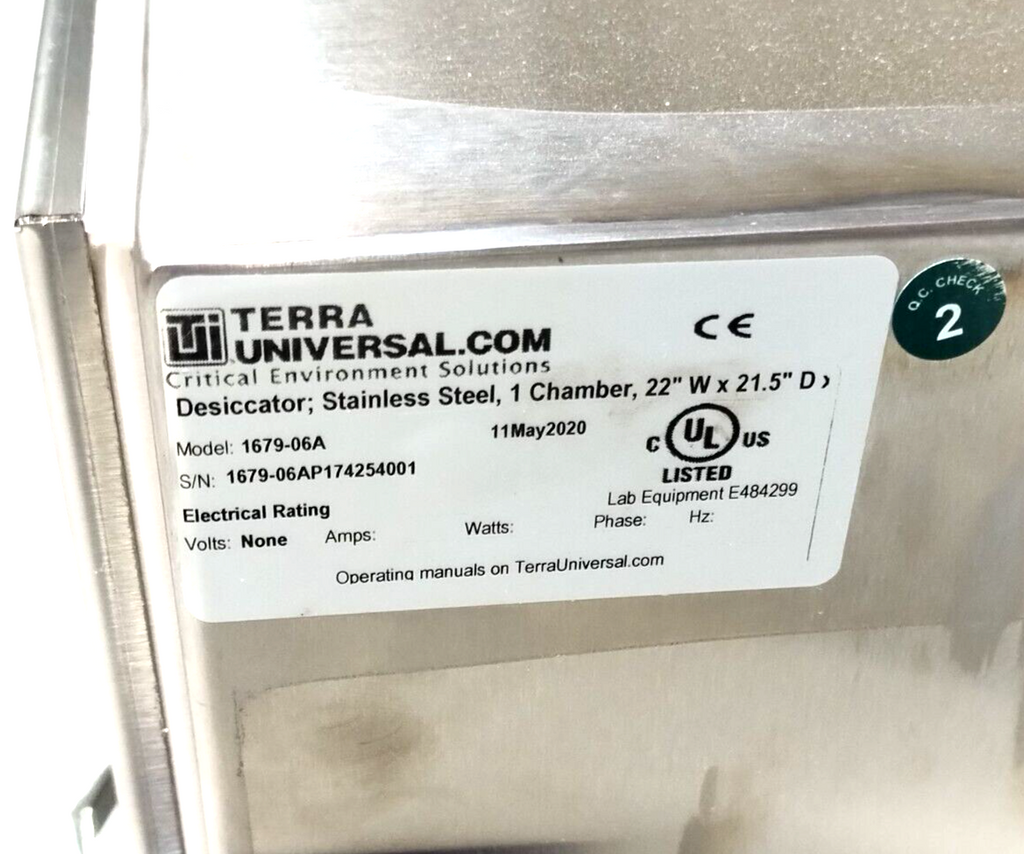 TUi TERRA
UNIVERSAL.COM
Critical Environment Solutions
CE
Q.C. CHECK
2
Desiccator; Stainless Steel, 1 Chamber, 22" W x 21.5" D
Model: 1679-06A
11May2020
S/N: 1679-06AP174254001
C UL US
LISTED
Lab Equipment E484299
Electrical Rating
Volts: None Amps: Watts: Phase: Hz:
Operating manuals on TerraUniversal.com